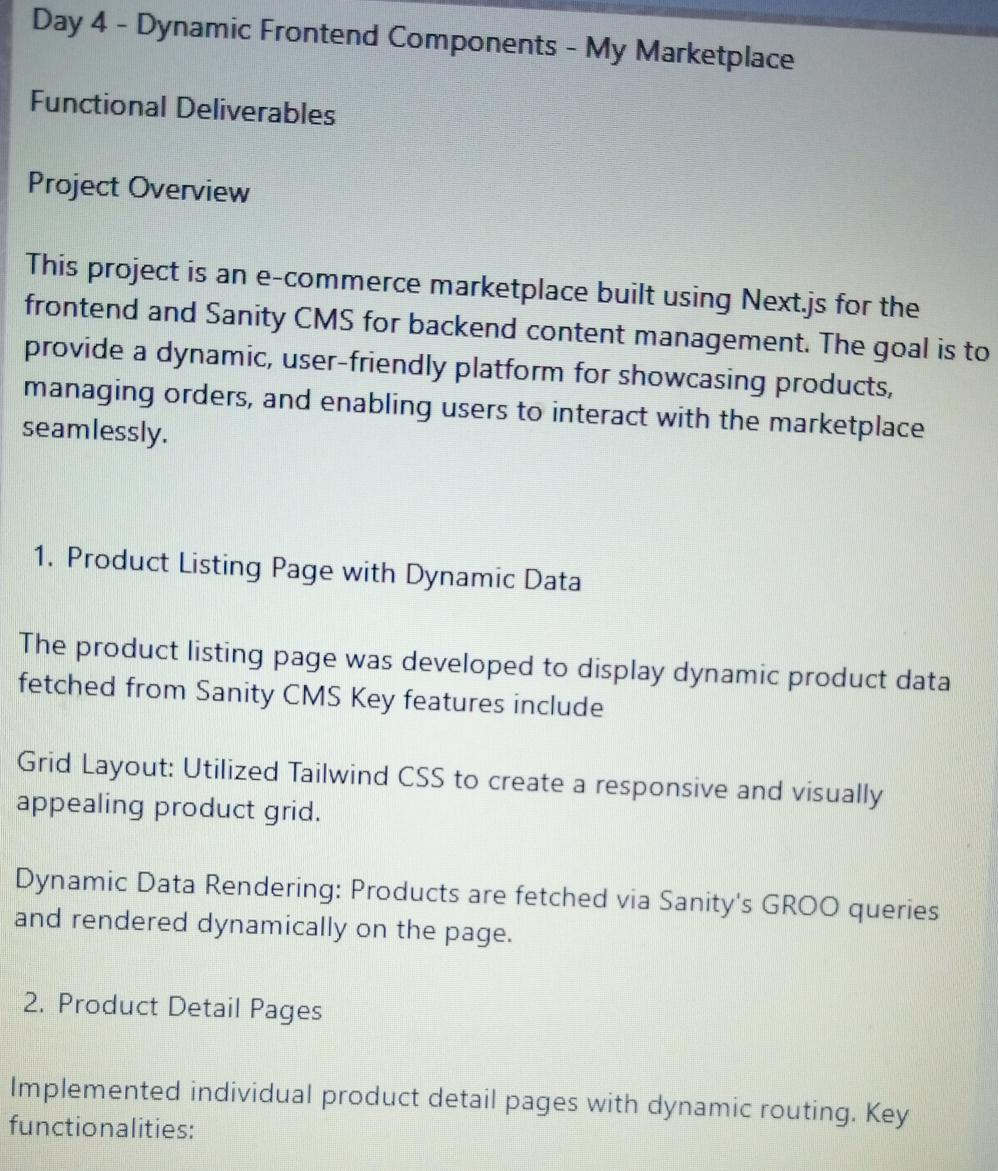 Day 4 - Dynamic Frontend Components - My Marketplace
Functional Deliverables
Project Overview
This project is an e-commerce marketplace built using Next.js for the
frontend and Sanity CMS for backend content management. The goal is to
provide a dynamic, user-friendly platform for showcasing products,
managing orders, and enabling users to interact with the marketplace
seamlessly.
1. Product Listing Page with Dynamic Data
The product listing page was developed to display dynamic product data
fetched from Sanity CMS Key features include
Grid Layout: Utilized Tailwind CSS to create a responsive and visually
appealing product grid.
Dynamic Data Rendering: Products are fetched via Sanity's GROO queries
and rendered dynamically on the page.
2. Product Detail Pages
Implemented individual product detail pages with dynamic routing. Key
functionalities: